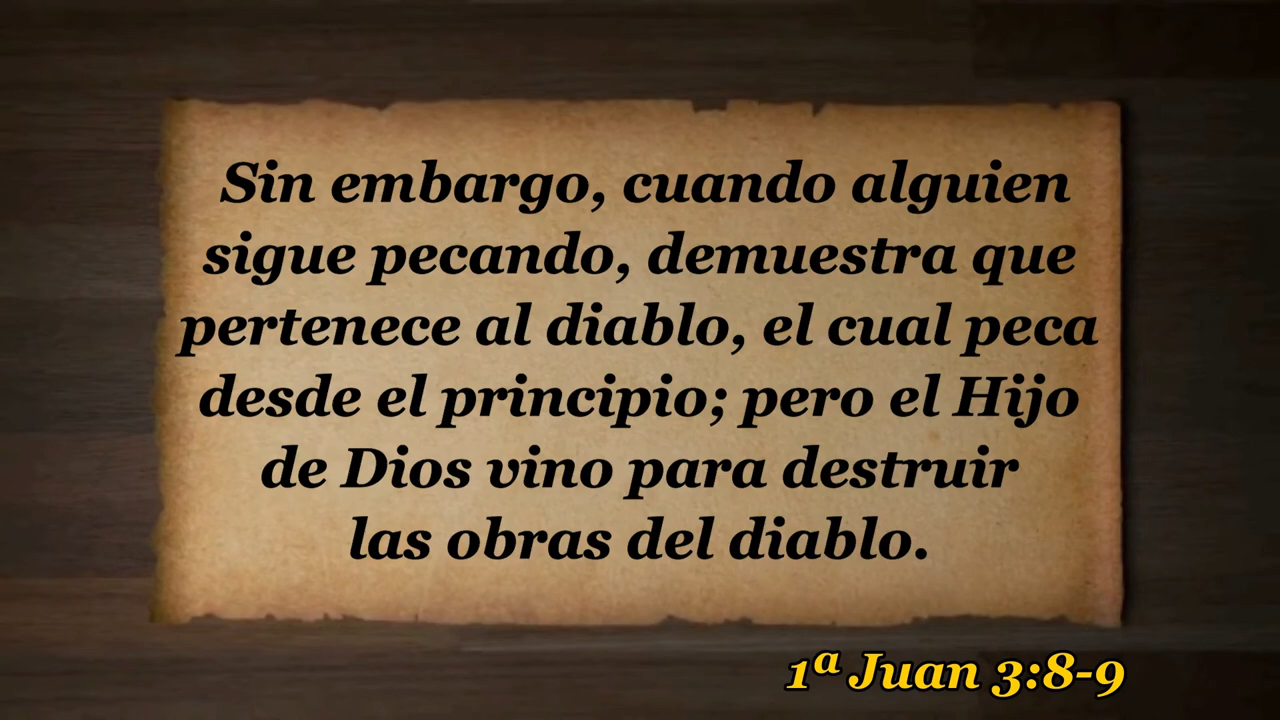 Sin embargo, cuando alguien
sigue pecando, demuestra que
pertenece al diablo, el cual peca
desde el principio; pero el Hijo
de Dios vino para destruir
las obras del diablo.
1ª Juan 3:8-9